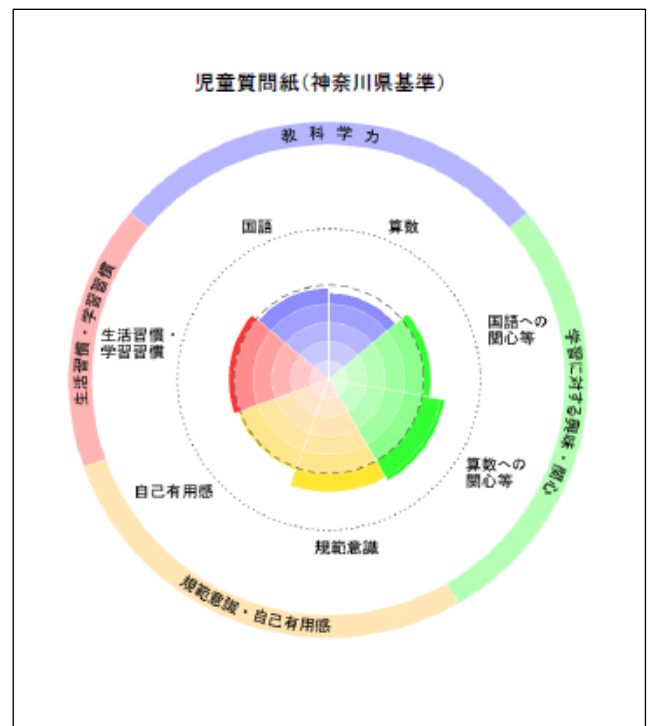 児童質問紙(神奈川県基準)
教科学力
国語
算数
生活習慣・学習習慣
生活習慣・
学習習慣
国語への
関心等
学習に対する興味・関心
算数への
関心等
自己有用感
規範意識
規範意識・自己有用感